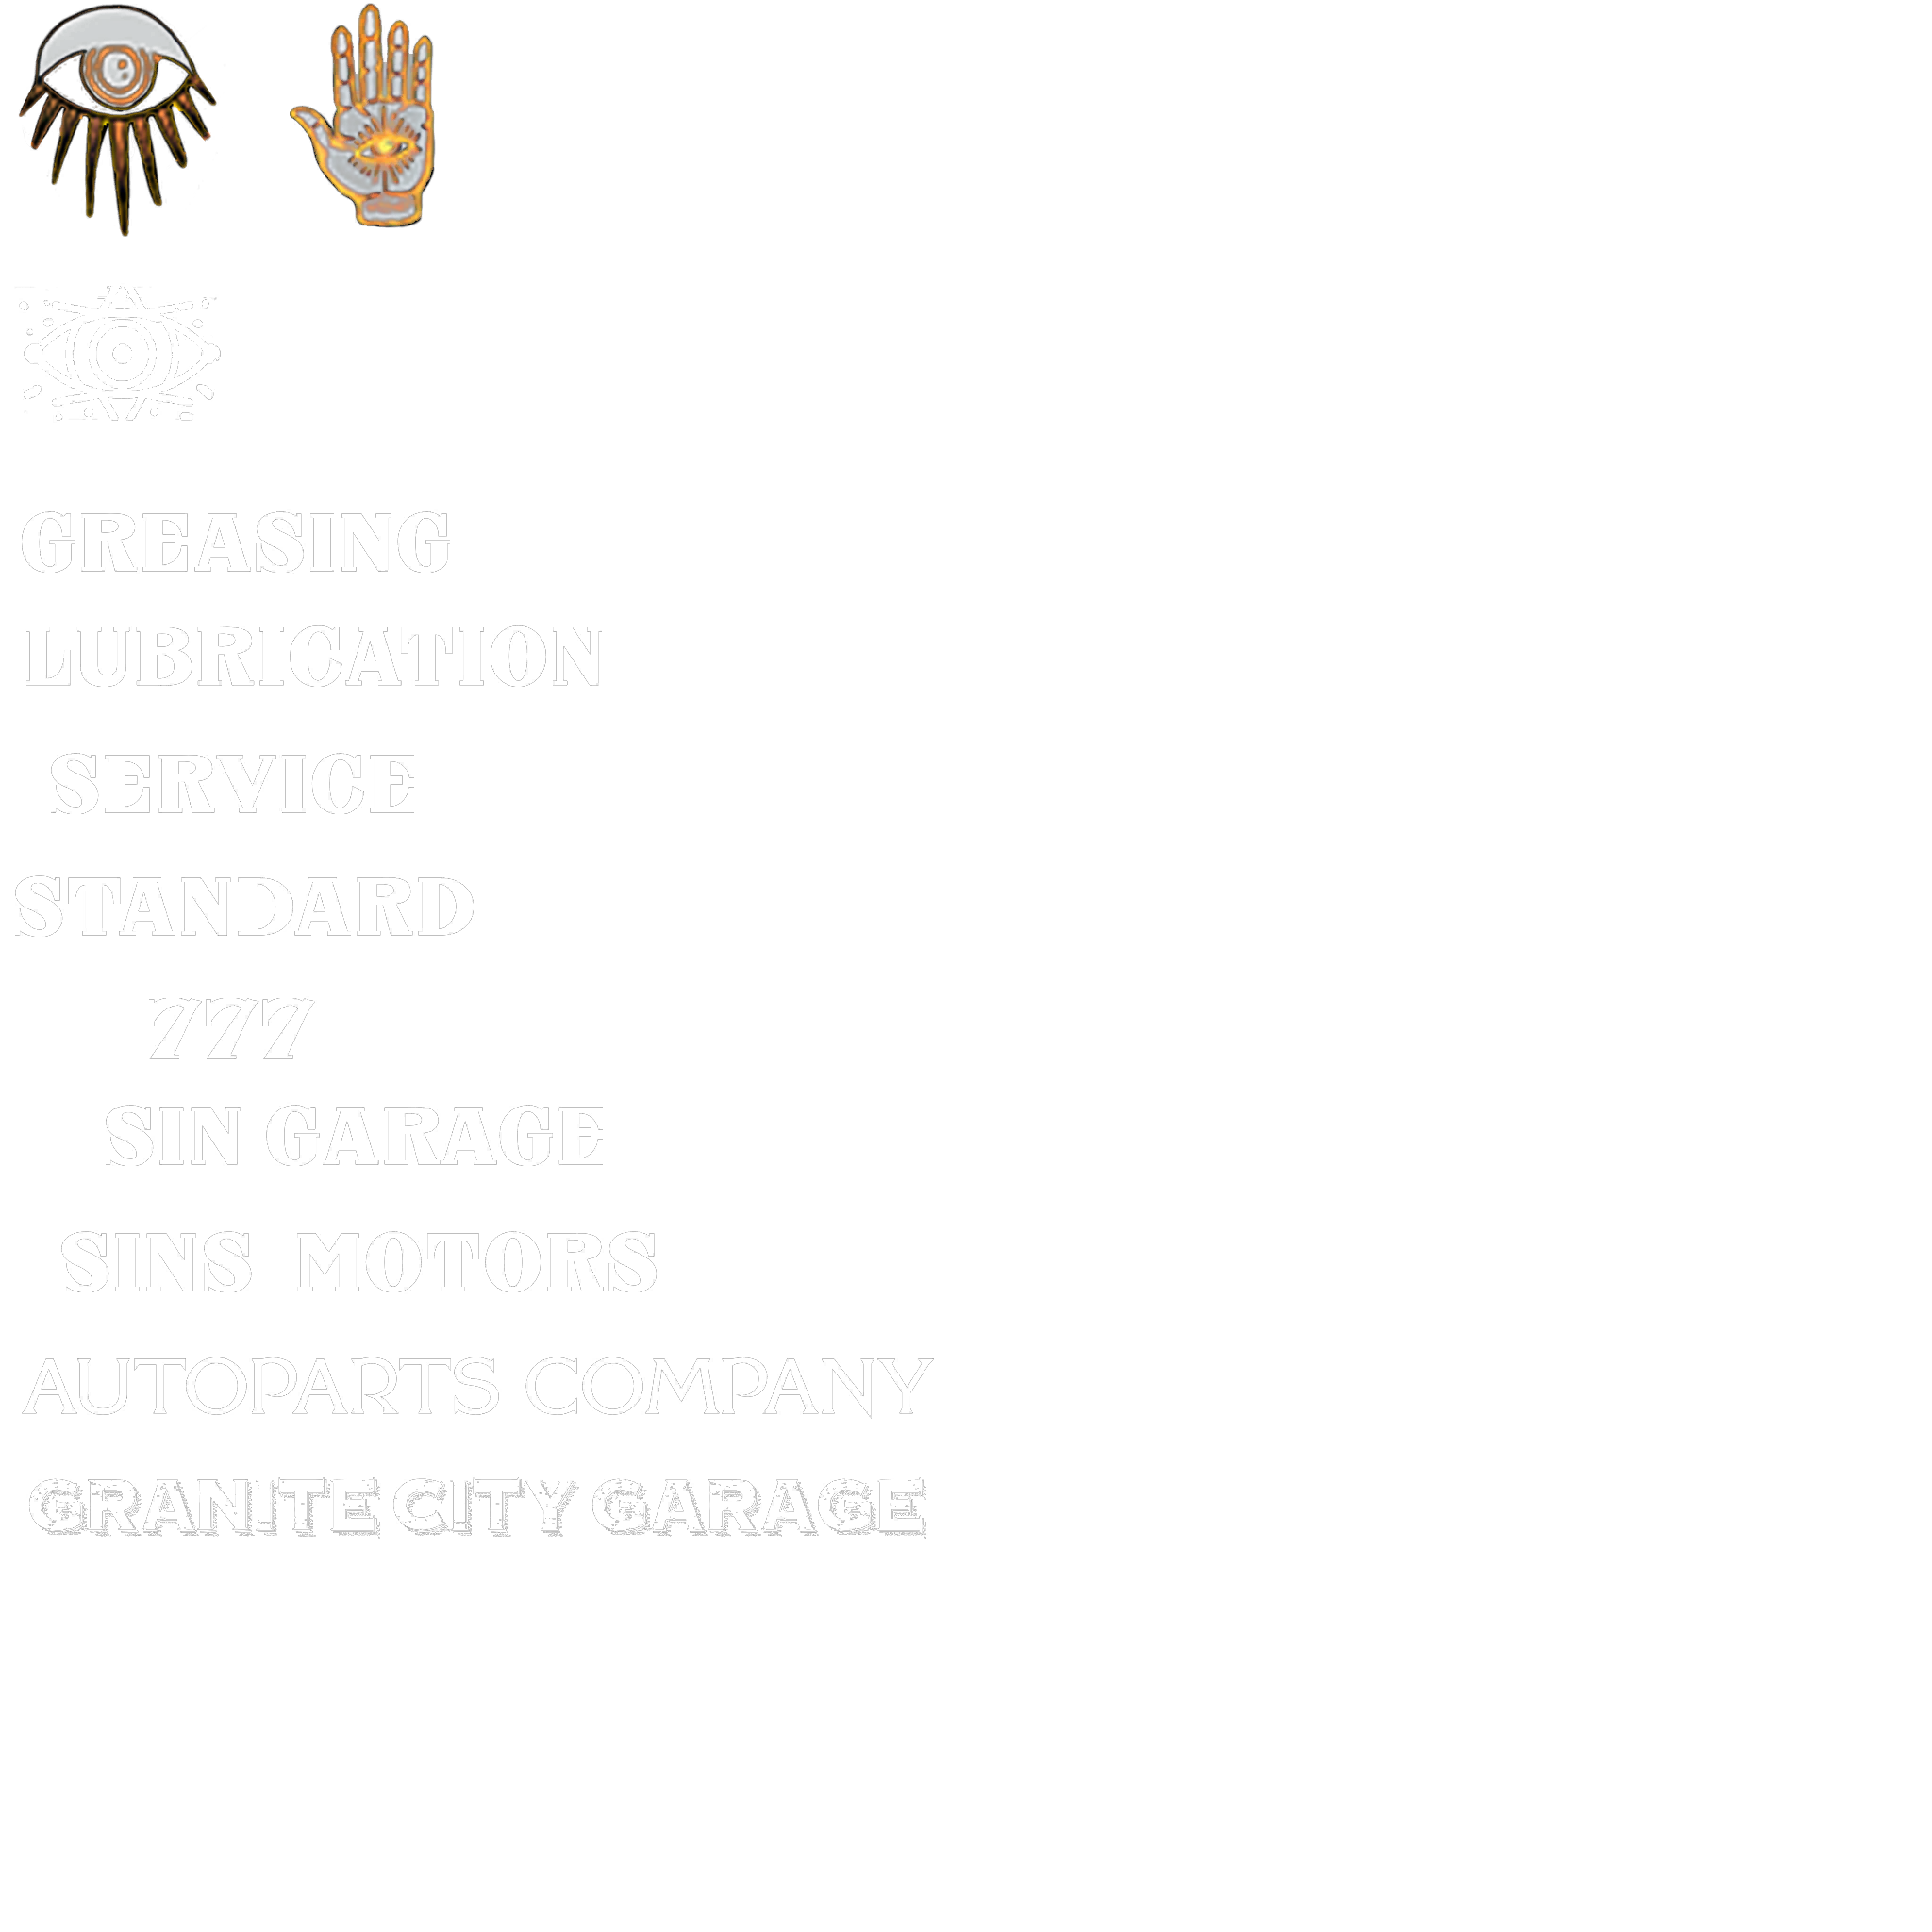 GREASING
LUBRICATION
SERVICE
STANDARD
777
SIN GARAGE
SINS MOTORS
AUTOPARTS COMPANY
GRANITE CITY GARAGE